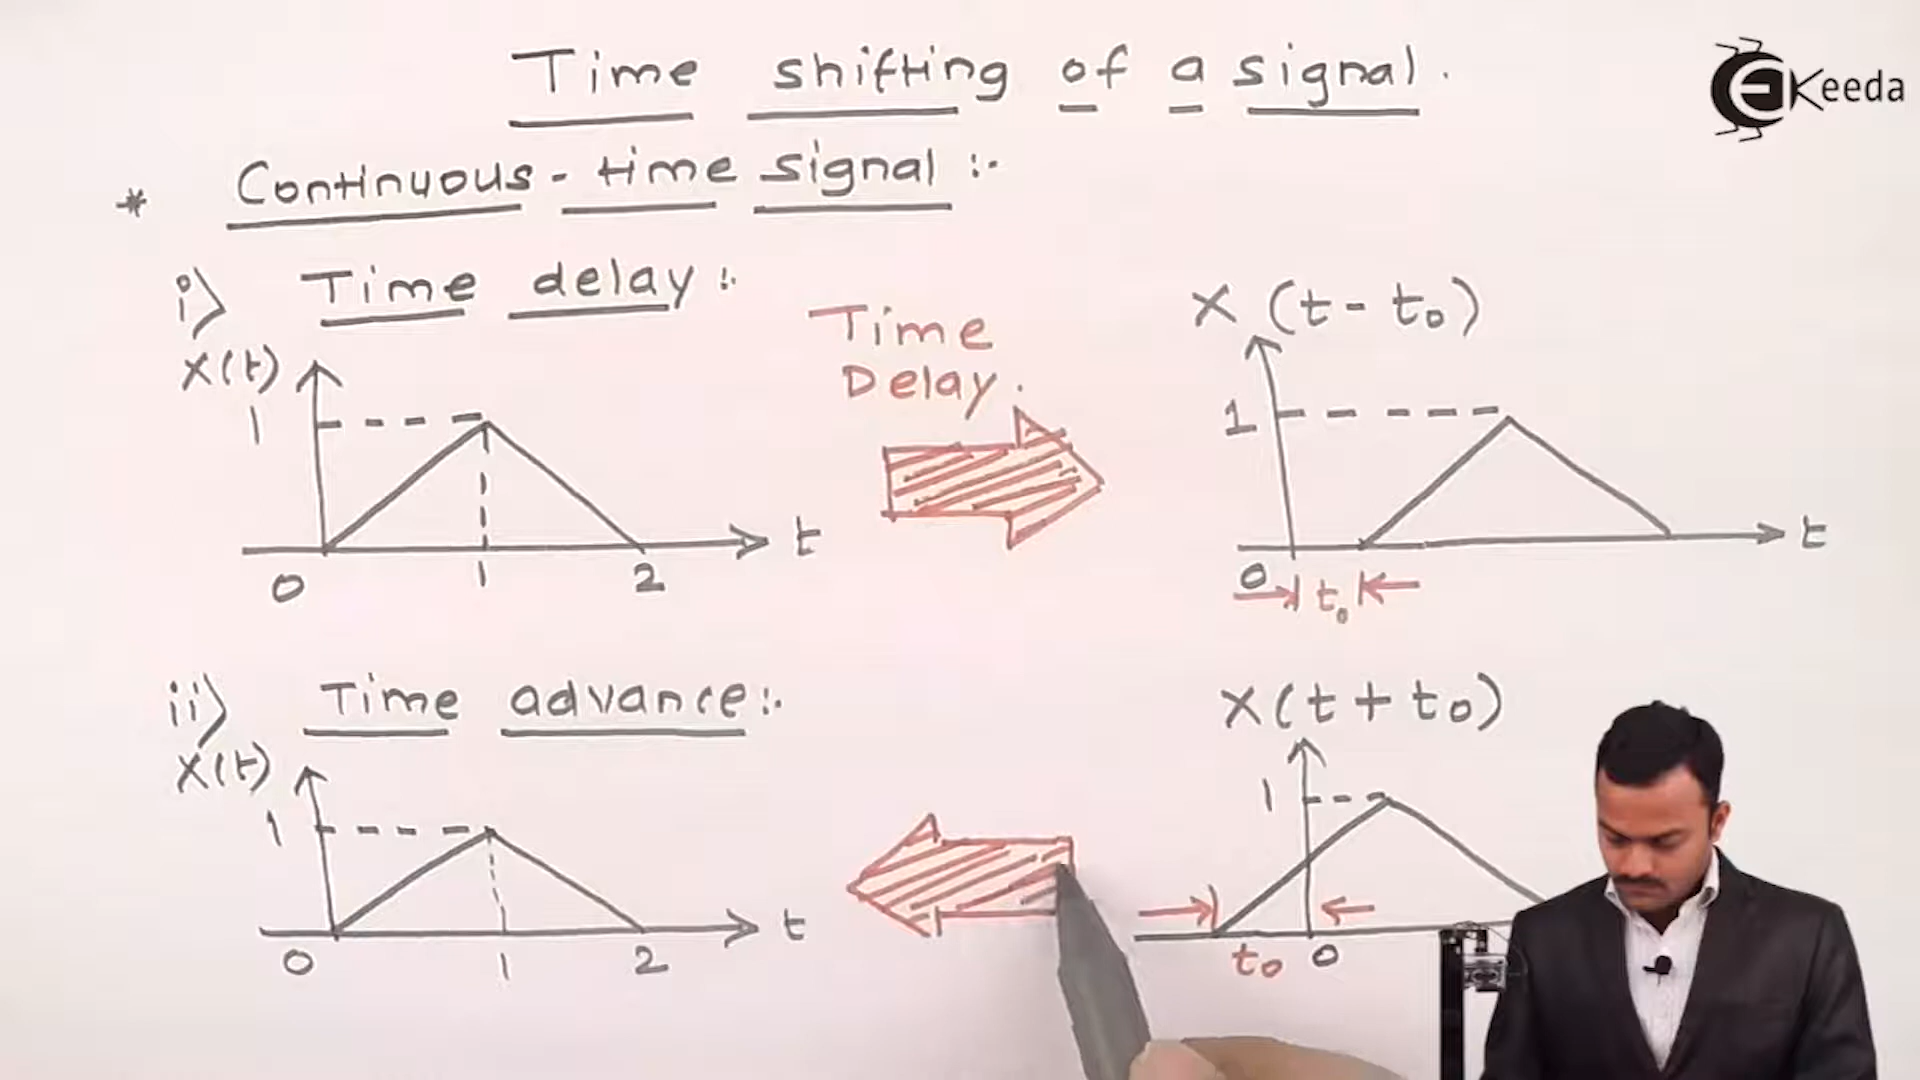 Time shifting of a signal.
EKeeda
* Continuous-time signal :-
i) Time delay :-
Time
Delay.
x(t)
1
0 1 2 t
x (t - t0)
1
0 t0 t
ii) Time advance :-
x(t)
1
0 1 2 t
x(t + t0)
1
t0 0